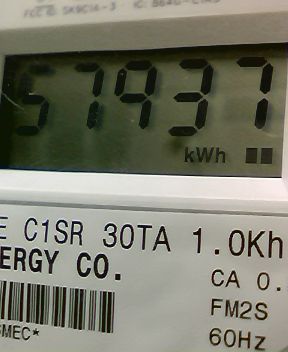 57937
kWh
E C1SR 30TA 1.0Kh
ERGY CO.
CA 0.
FM2S
60Hz
SMEC*